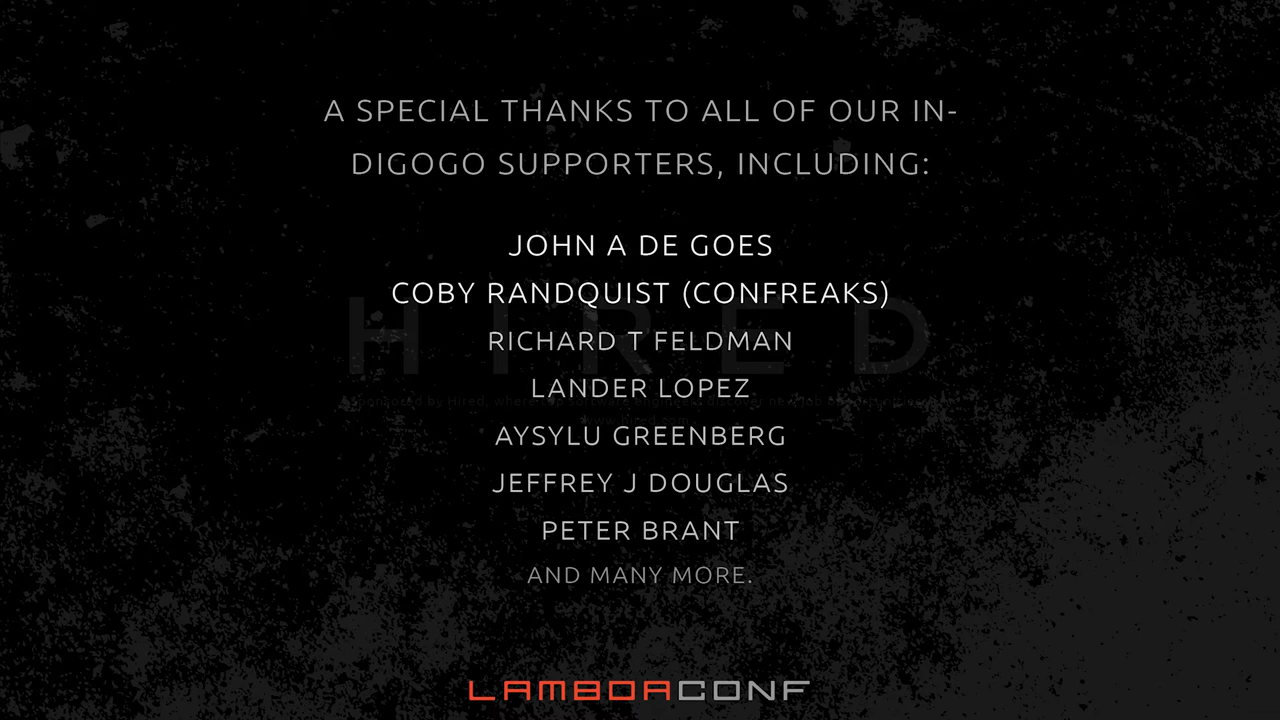 A SPECIAL THANKS TO ALL OF OUR IN-
DIGOGO SUPPORTERS, INCLUDING:
JOHN A DE GOES
COBY RANDQUIST (CONFREAKS)
HIRED
RICHARD T FELDMAN
LANDER LOPEZ
AYSYLU GREENBERG
JEFFREY J DOUGLAS
PETER BRANT
AND MANY MORE.
LAMBDACONF